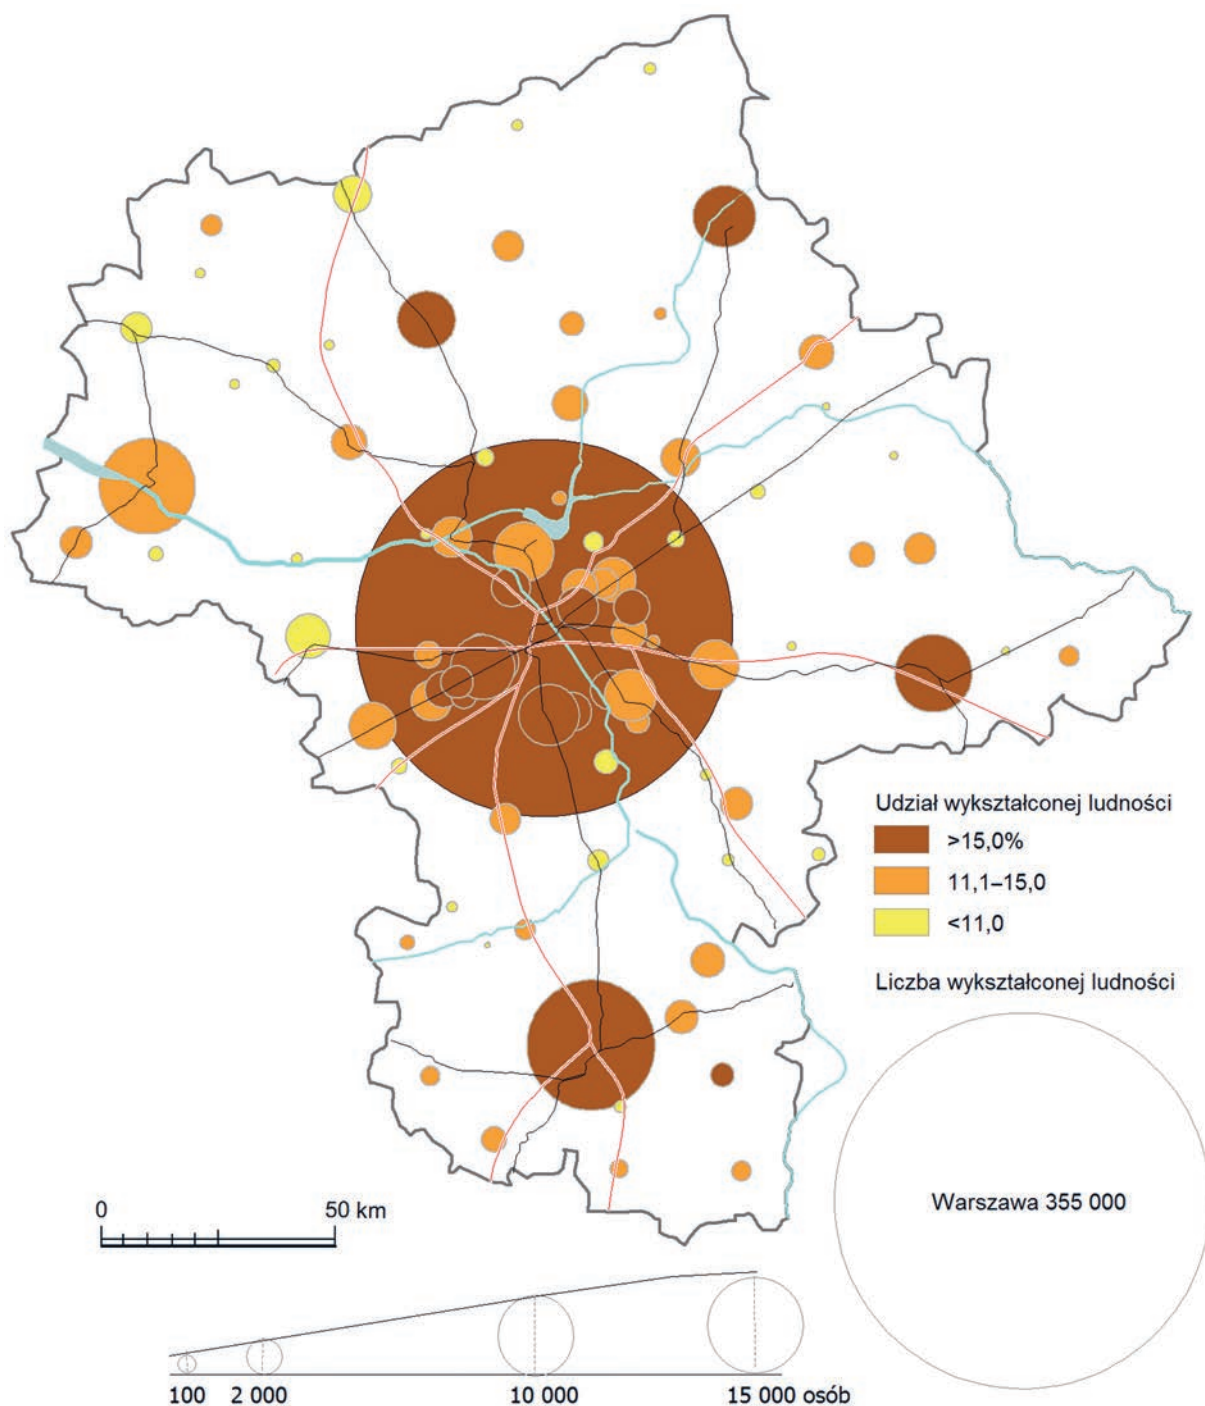 Udział wykształconej ludności
>15,0%
11,1–15,0
<11,0
Liczba wykształconej ludności
Warszawa 355 000
0 50 km
100 2 000 10 000 15 000 osób